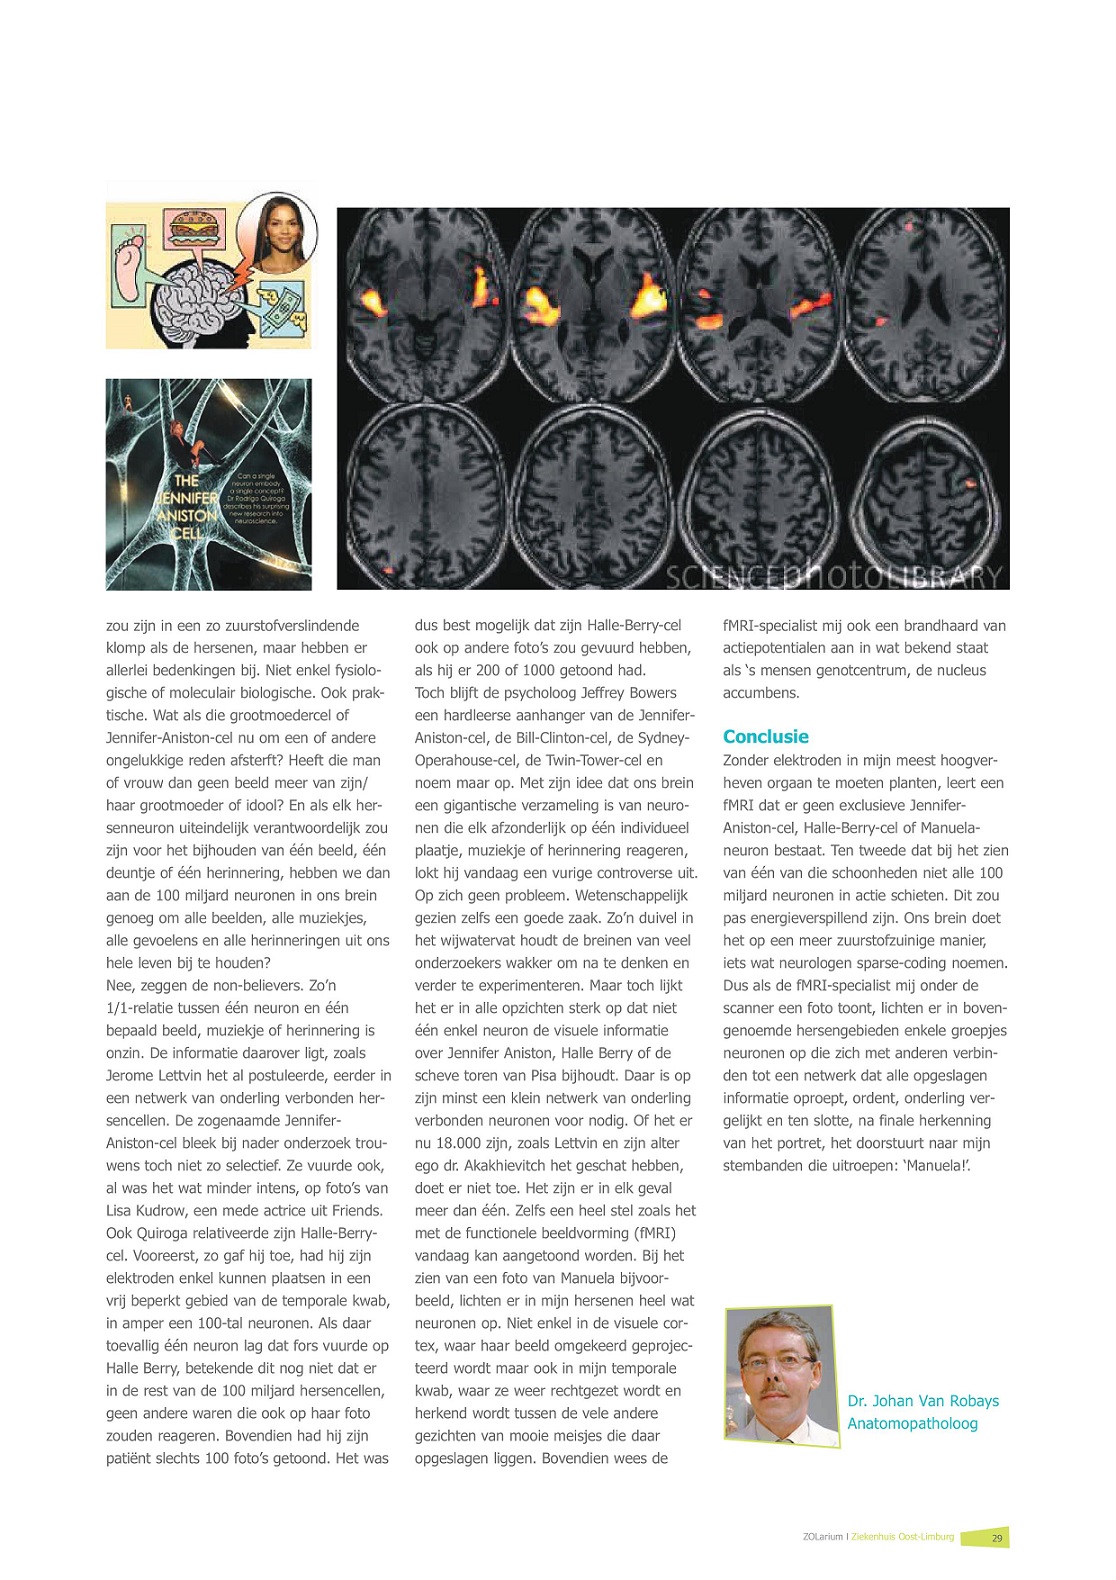 THE
JENNIFER
ANISTON
CELL
Can a single
neuron embody
a single concept?
Dr Rodrigo Quiroga
describes his surprising
new research into
neuroscience.
SCIENCEphotoLIBRARY
zou zijn in een zo zuurstofverslindende
klomp als de hersenen, maar hebben er
allerlei bedenkingen bij. Niet enkel fysiolo-
gische of moleculair biologische. Ook prak-
tische. Wat als die grootmoedercel of
Jennifer-Aniston-cel nu om een of andere
ongelukkige reden afsterft? Heeft die man
of vrouw dan geen beeld meer van zijn/
haar grootmoeder of idool? En als elk her-
senneuron uiteindelijk verantwoordelijk zou
zijn voor het bijhouden van één beeld, één
deuntje of één herinnering, hebben we dan
aan de 100 miljard neuronen in ons brein
genoeg om alle beelden, alle muziekjes,
alle gevoelens en alle herinneringen uit ons
hele leven bij te houden?
Nee, zeggen de non-believers. Zo’n
1/1-relatie tussen één neuron en één
bepaald beeld, muziekje of herinnering is
onzin. De informatie daarover ligt, zoals
Jerome Lettvin het al postuleerde, eerder in
een netwerk van onderling verbonden her-
sencellen. De zogenaamde Jennifer-
Aniston-cel bleek bij nader onderzoek trou-
wens toch niet zo selectief. Ze vuurde ook,
al was het wat minder intens, op foto’s van
Lisa Kudrow, een mede actrice uit Friends.
Ook Quiroga relativeerde zijn Halle-Berry-
cel. Vooreerst, zo gaf hij toe, had hij zijn
elektroden enkel kunnen plaatsen in een
vrij beperkt gebied van de temporale kwab,
in amper een 100-tal neuronen. Als daar
toevallig één neuron lag dat fors vuurde op
Halle Berry, betekende dit nog niet dat er
in de rest van de 100 miljard hersencellen,
geen andere waren die ook op haar foto
zouden reageren. Bovendien had hij zijn
patiënt slechts 100 foto’s getoond. Het was
dus best mogelijk dat zijn Halle-Berry-cel
ook op andere foto’s zou gevuurd hebben,
als hij er 200 of 1000 getoond had.
Toch blijft de psycholoog Jeffrey Bowers
een hardleerse aanhanger van de Jennifer-
Aniston-cel, de Bill-Clinton-cel, de Sydney-
Operahouse-cel, de Twin-Tower-cel en
noem maar op. Met zijn idee dat ons brein
een gigantische verzameling is van neuro-
nen die elk afzonderlijk op één individueel
plaatje, muziekje of herinnering reageren,
lokt hij vandaag een vurige controverse uit.
Op zich geen probleem. Wetenschappelijk
gezien zelfs een goede zaak. Zo’n duivel in
het wijwatervat houdt de breinen van veel
onderzoekers wakker om na te denken en
verder te experimenteren. Maar toch lijkt
het er in alle opzichten sterk op dat niet
één enkel neuron de visuele informatie
over Jennifer Aniston, Halle Berry of de
scheve toren van Pisa bijhoudt. Daar is op
zijn minst een klein netwerk van onderling
verbonden neuronen voor nodig. Of het er
nu 18.000 zijn, zoals Lettvin en zijn alter
ego dr. Akakhievitch het geschat hebben,
doet er niet toe. Het zijn er in elk geval
meer dan één. Zelfs een heel stel zoals het
met de functionele beeldvorming (fMRI)
vandaag kan aangetoond worden. Bij het
zien van een foto van Manuela bijvoor-
beeld, lichten er in mijn hersenen heel wat
neuronen op. Niet enkel in de visuele cor-
tex, waar haar beeld omgekeerd geprojec-
teerd wordt maar ook in mijn temporale
kwab, waar ze weer rechtgezet wordt en
herkend wordt tussen de vele andere
gezichten van mooie meisjes die daar
opgeslagen liggen. Bovendien wees de
fMRI-specialist mij ook een brandhaard van
actiepotentialen aan in wat bekend staat
als ‘s mensen genotcentrum, de nucleus
accumbens.
Conclusie
Zonder elektroden in mijn meest hoogver-
heven orgaan te moeten planten, leert een
fMRI dat er geen exclusieve Jennifer-
Aniston-cel, Halle-Berry-cel of Manuela-
neuron bestaat. Ten tweede dat bij het zien
van één van die schoonheden niet alle 100
miljard neuronen in actie schieten. Dit zou
pas energieverspillend zijn. Ons brein doet
het op een meer zuurstofzuinige manier,
iets wat neurologen sparse-coding noemen.
Dus als de fMRI-specialist mij onder de
scanner een foto toont, lichten er in boven-
genoemde hersengebieden enkele groepjes
neuronen op die zich met anderen verbin-
den tot een netwerk dat alle opgeslagen
informatie oproept, ordent, onderling ver-
gelijkt en ten slotte, na finale herkenning
van het portret, het doorstuurt naar mijn
stembanden die uitroepen: ‘Manuela!’.
Dr. Johan Van Robays
Anatomopatholoog
ZOLarium I Ziekenhuis Oost-Limburg 29